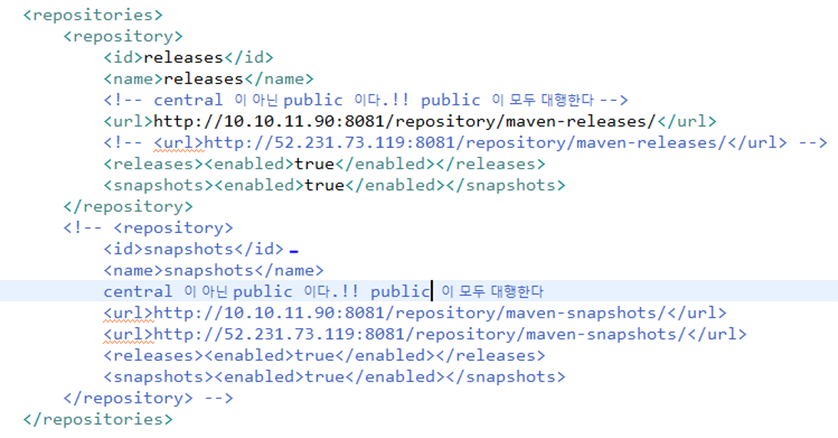 <repositories>
<repository>
<id>releases</id>
<name>releases</name>
<!-- central 이 아닌 public 이다.!! public 이 모두 대행한다 -->
<url>http://10.10.11.90:8081/repository/maven-releases/</url>
<!-- <url>http://52.231.73.119:8081/repository/maven-releases/</url> -->
<releases><enabled>true</enabled></releases>
<snapshots><enabled>true</enabled></snapshots>
</repository>
<!-- <repository>
<id>snapshots</id>
<name>snapshots</name>
central 이 아닌 public 이다.!! public 이 모두 대행한다
<url>http://10.10.11.90:8081/repository/maven-snapshots/</url>
<url>http://52.231.73.119:8081/repository/maven-snapshots/</url>
<releases><enabled>true</enabled></releases>
<snapshots><enabled>true</enabled></snapshots>
</repository> -->
</repositories>